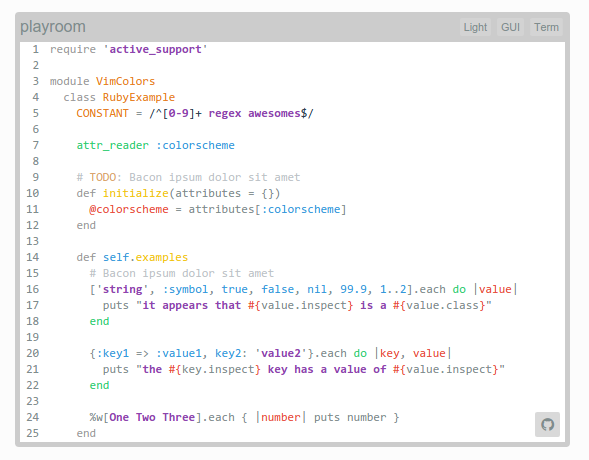 playroom Light GUI Term
1 require 'active_support'
2
3 module VimColors
4   class RubyExample
5     CONSTANT = /^[0-9]+ regex awesomes$/
6
7     attr_reader :colorscheme
8
9     # TODO: Bacon ipsum dolor sit amet
10     def initialize(attributes = {})
11       @colorscheme = attributes[:colorscheme]
12     end
13
14     def self.examples
15       # Bacon ipsum dolor sit amet
16       ['string', :symbol, true, false, nil, 99.9, 1..2].each do |value|
17         puts "it appears that #{value.inspect} is a #{value.class}"
18       end
19
20       {:key1 => :value1, key2: 'value2'}.each do |key, value|
21         puts "the #{key.inspect} key has a value of #{value.inspect}"
22       end
23
24       %w[One Two Three].each { |number| puts number }
25     end